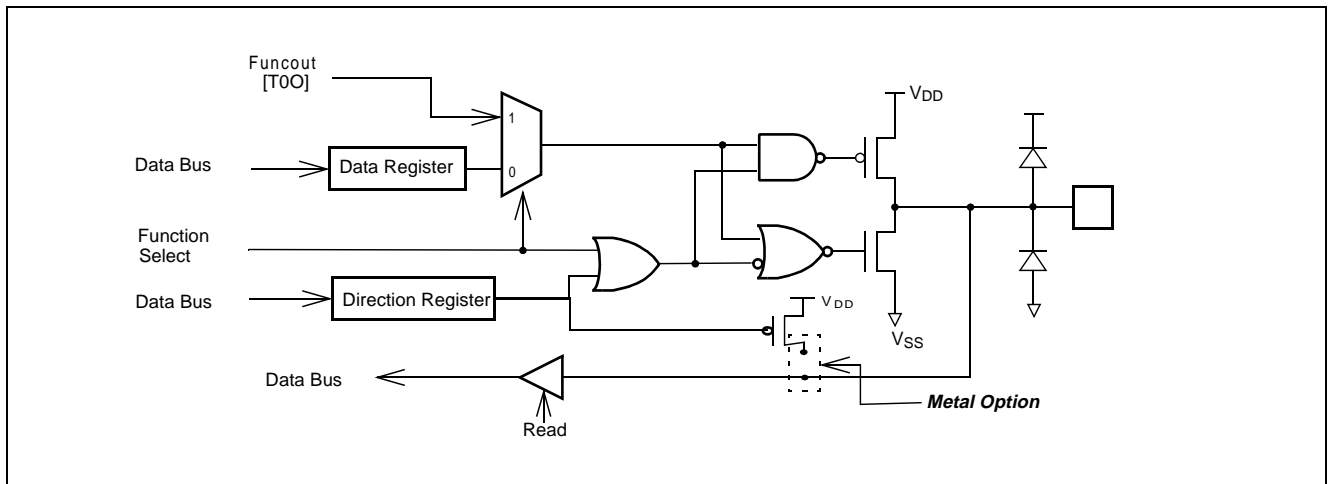 Funcout
[T0O]
VDD
1
Data Bus
Data Register
0
Function
Select
Data Bus
Direction Register
VDD
VSS
Data Bus
Metal Option
Read